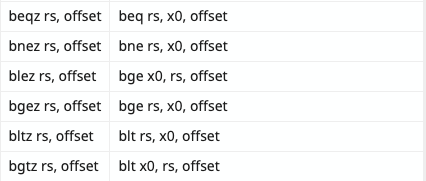 beqz rs, offset beq rs, x0, offset
bnez rs, offset bne rs, x0, offset
blez rs, offset bge x0, rs, offset
bgez rs, offset bge rs, x0, offset
bltz rs, offset blt rs, x0, offset
bgtz rs, offset blt x0, rs, offset